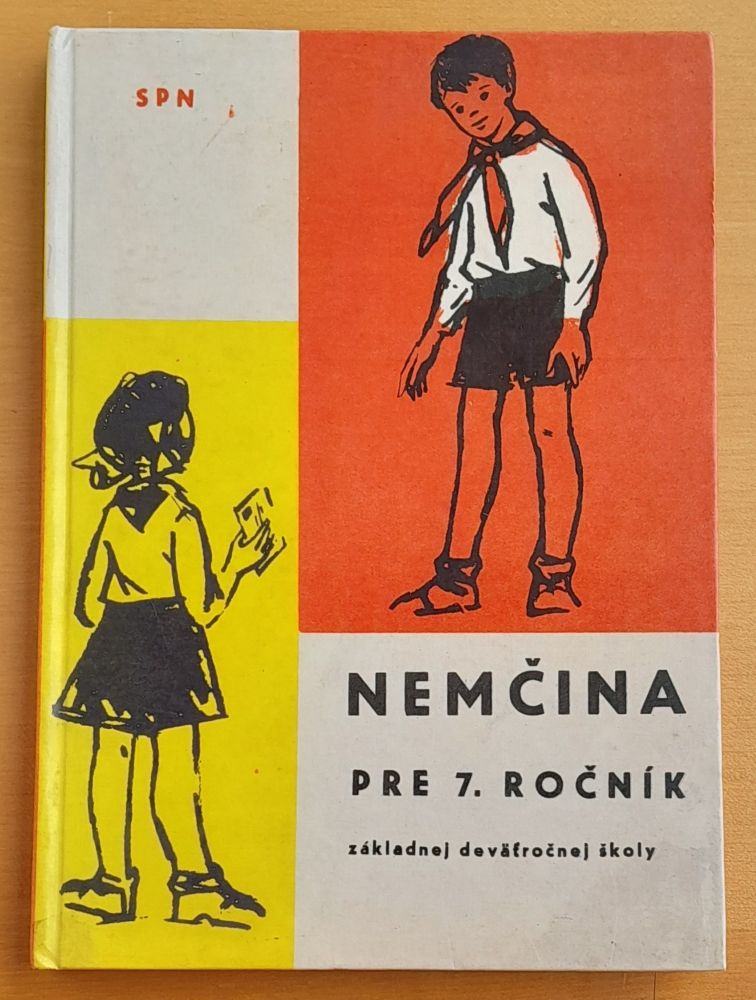 SPN
NEMČINA
PRE 7. ROČNÍK
základnej deväťročnej školy